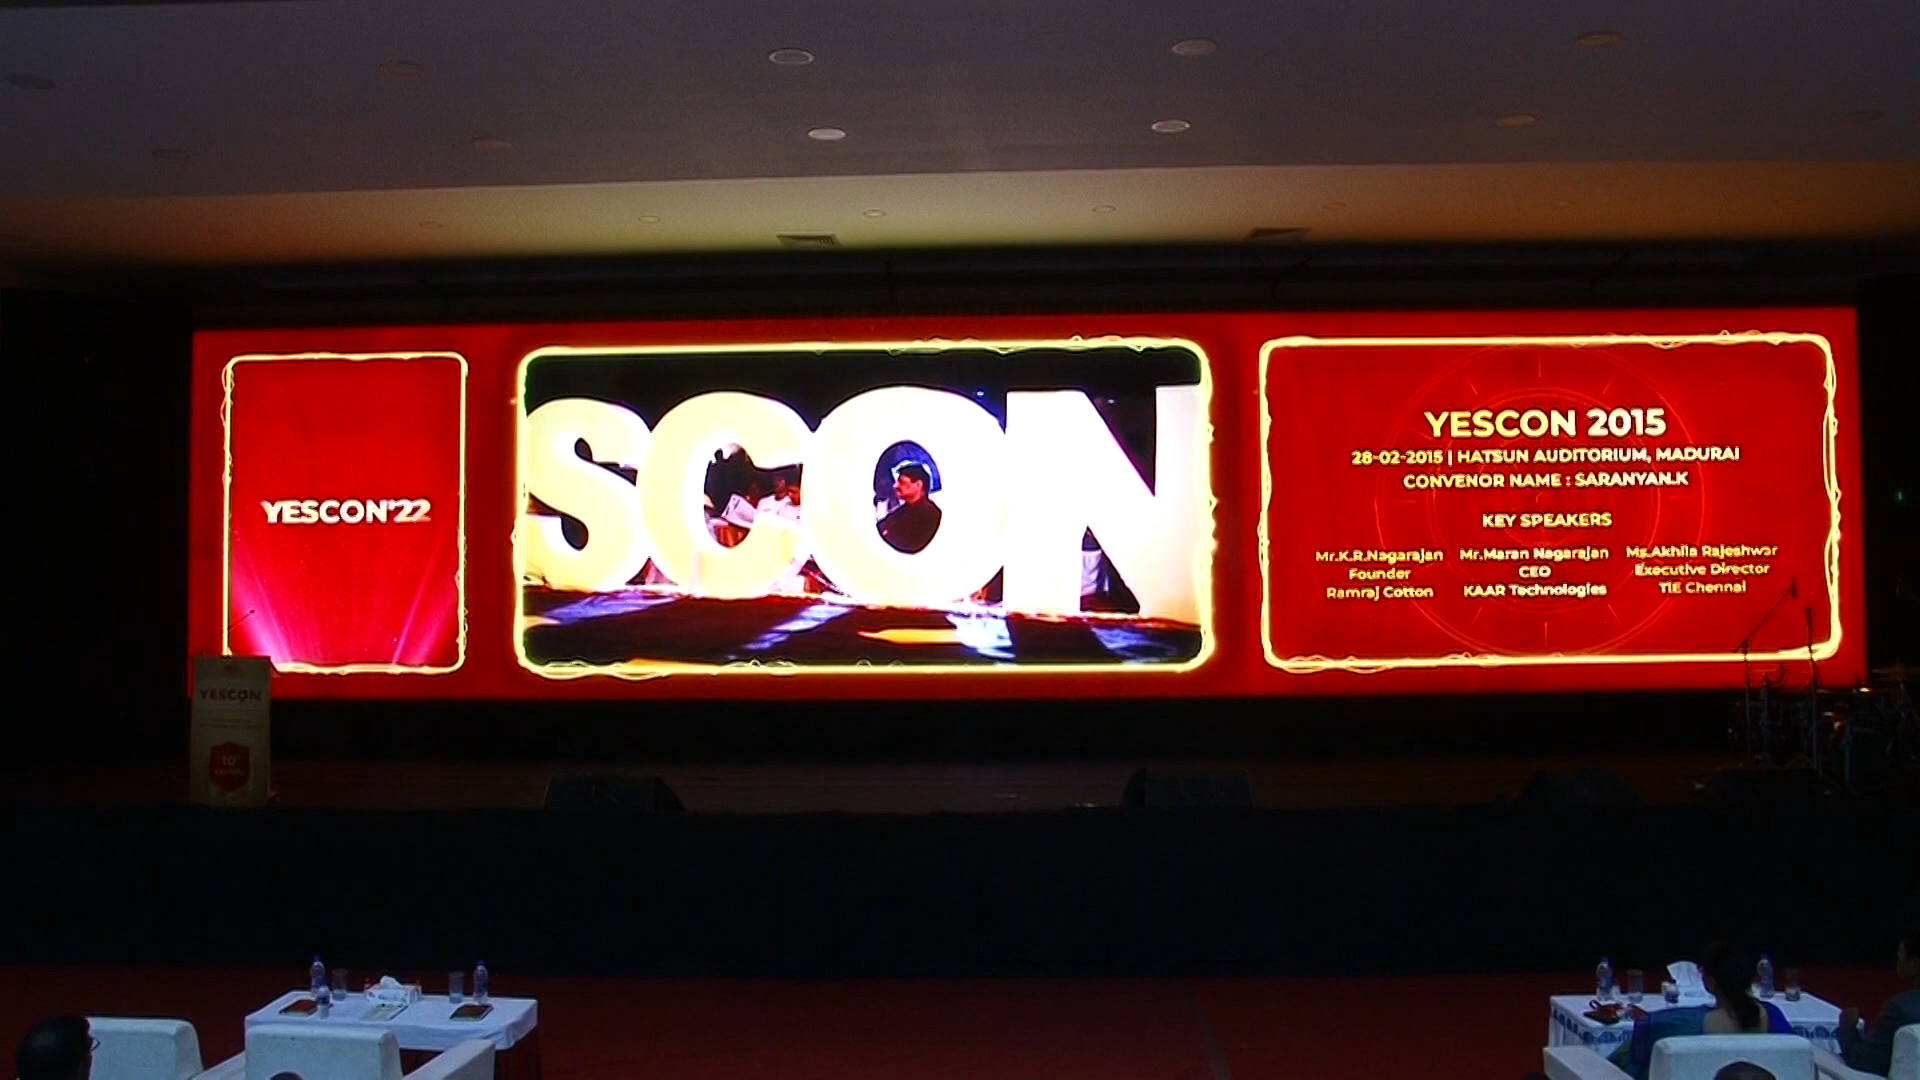 YESCON'22
SCON
YESCON 2015
28-02-2015 | HATSUN AUDITORIUM, MADURAI
CONVENOR NAME : SARANYAN.K
KEY SPEAKERS
Mr.K.R.Nagarajan
Founder
Ramraj Cotton
Mr.Maran Nagarajan
CEO
KAAR Technologies
Ms.Akhila Rajeshwar
Executive Director
TiE Chennai
YESCON
10